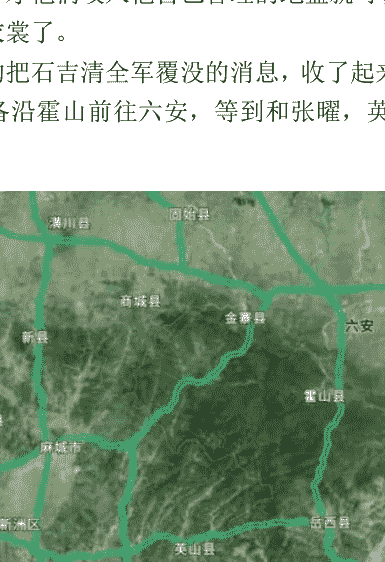 衣裳了。
把石吉清全军覆没的消息，收了起来
各沿霍山前往六安，等到和张曜，英
潢川县
固始县
商城县
金寨县
六安
新县
霍山县
麻城市
新洲区
岳西县
英山县